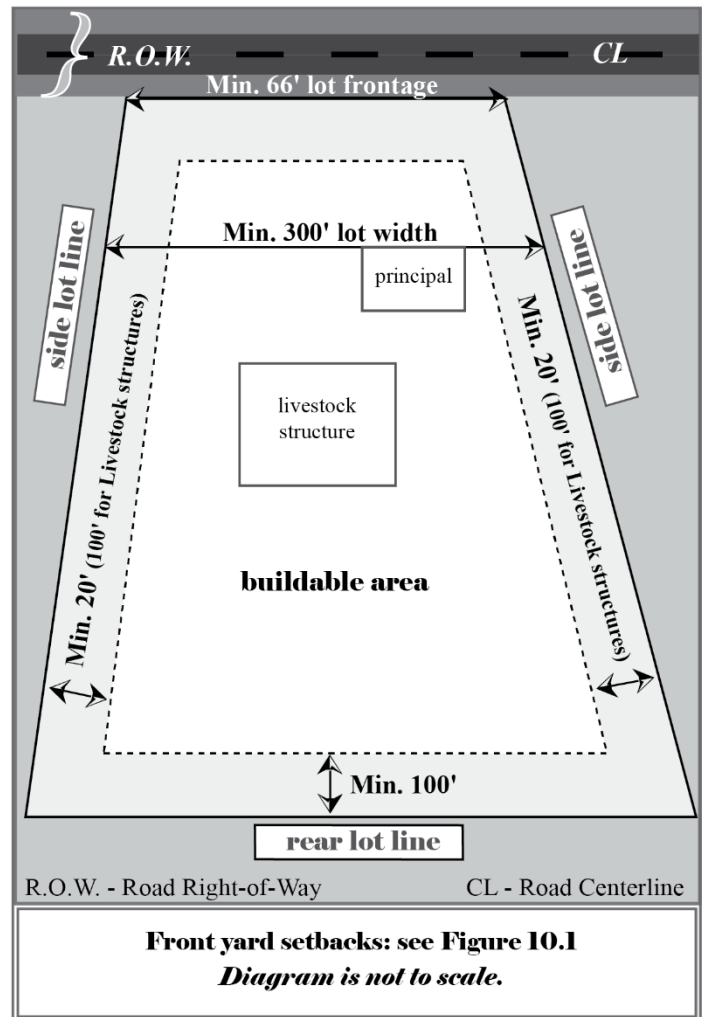 R.O.W.
CL
Min. 66' lot frontage
side lot line
side lot line
Min. 300' lot width
principal
livestock
structure
Min. 20' (100' for Livestock structures)
Min. 20' (100' for Livestock structures)
buildable area
Min. 100'
rear lot line
R.O.W. - Road Right-of-Way
CL - Road Centerline
Front yard setbacks: see Figure 10.1
Diagram is not to scale.